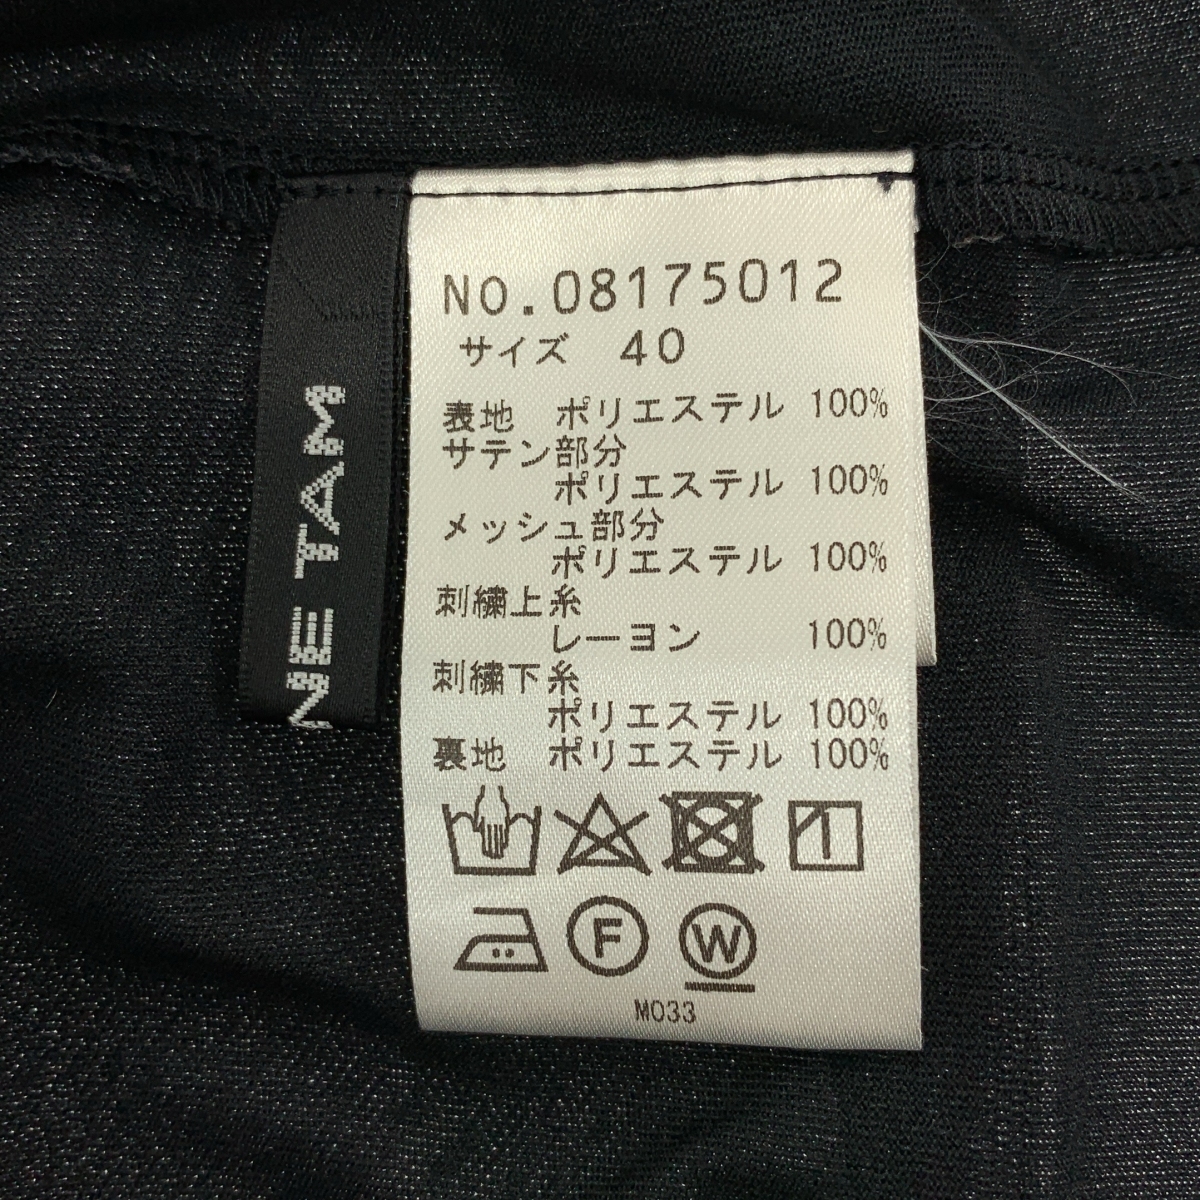 No.08175012
サイズ 40
表地 ポリエステル 100%
サテン部分
ポリエステル 100%
メッシュ部分
ポリエステル 100%
刺繍上糸
レーヨン 100%
刺繍下糸
ポリエステル 100%
裏地 ポリエステル 100%
1
F
W
M033
NE TAM